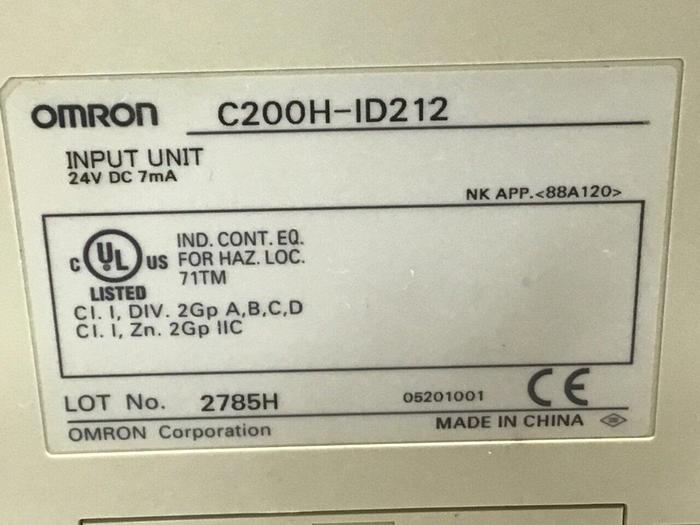 OMRON C200H-ID212
INPUT UNIT
24V DC 7mA
NK APP.<88A120>
C UL US
LISTED
IND. CONT. EQ.
FOR HAZ. LOC.
71TM
Cl. I, DIV. 2Gp A,B,C,D
Cl. I, Zn. 2Gp IIC
LOT No. 2785H
05201001 CE
OMRON Corporation
MADE IN CHINA